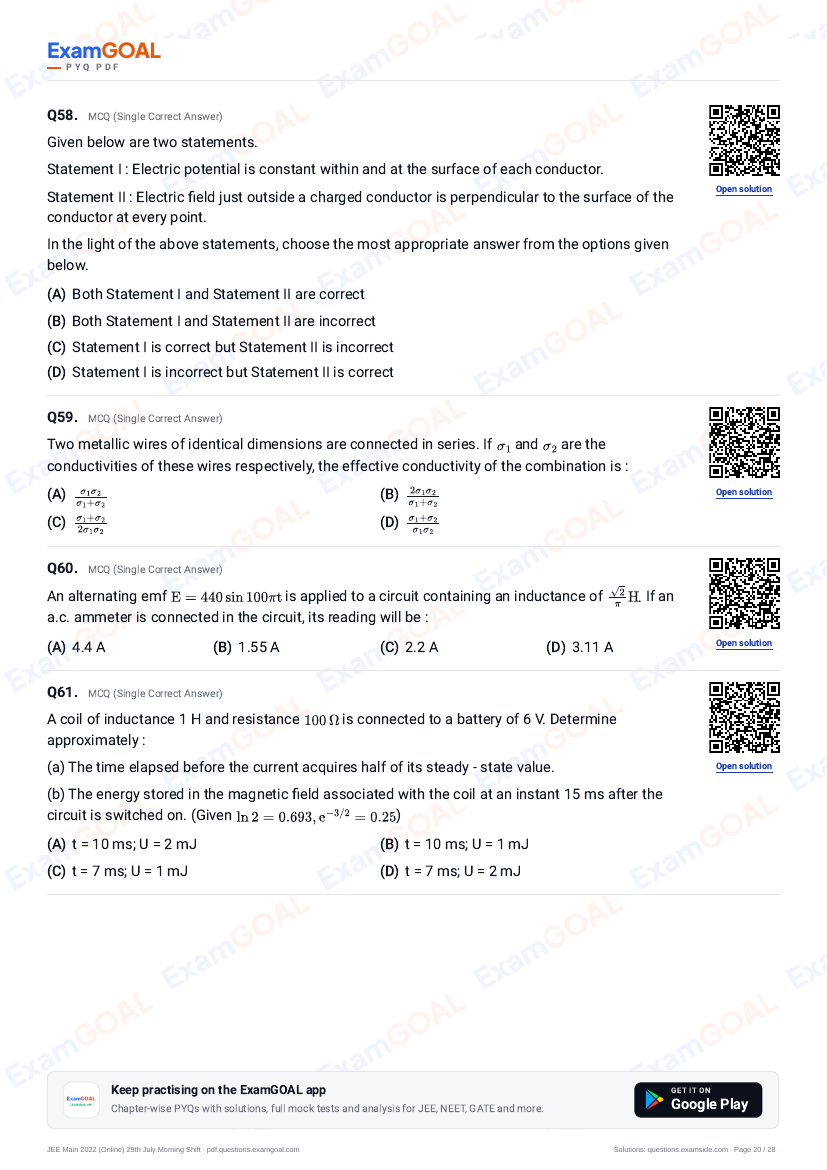 ExamGOAL
PYQ PDF
Q58. MCQ (Single Correct Answer)
Given below are two statements.
Statement I : Electric potential is constant within and at the surface of each conductor.
Statement II : Electric field just outside a charged conductor is perpendicular to the surface of the
conductor at every point.
In the light of the above statements, choose the most appropriate answer from the options given
below.
(A) Both Statement I and Statement II are correct
(B) Both Statement I and Statement II are incorrect
(C) Statement I is correct but Statement II is incorrect
(D) Statement I is incorrect but Statement II is correct
Open solution
Q59. MCQ (Single Correct Answer)
Two metallic wires of identical dimensions are connected in series. If σ₁ and σ₂ are the
conductivities of these wires respectively, the effective conductivity of the combination is :
(A) σ₁σ₂/(σ₁+σ₂) (B) 2σ₁σ₂/(σ₁+σ₂)
(C) (σ₁+σ₂)/2σ₁σ₂ (D) (σ₁+σ₂)/σ₁σ₂
Open solution
Q60. MCQ (Single Correct Answer)
An alternating emf E = 440 sin 100πt is applied to a circuit containing an inductance of √2/π H. If an
a.c. ammeter is connected in the circuit, its reading will be :
(A) 4.4 A (B) 1.55 A (C) 2.2 A (D) 3.11 A
Open solution
Q61. MCQ (Single Correct Answer)
A coil of inductance 1 H and resistance 100 Ω is connected to a battery of 6 V. Determine
approximately :
(a) The time elapsed before the current acquires half of its steady - state value.
(b) The energy stored in the magnetic field associated with the coil at an instant 15 ms after the
circuit is switched on. (Given ln 2 = 0.693, e^(−3/2) = 0.25)
(A) t = 10 ms; U = 2 mJ (B) t = 10 ms; U = 1 mJ
(C) t = 7 ms; U = 1 mJ (D) t = 7 ms; U = 2 mJ
Open solution
ExamGOAL
Keep practising on the ExamGOAL app
Chapter-wise PYQs with solutions, full mock tests and analysis for JEE, NEET, GATE and more.
GET IT ON
Google Play
JEE Main 2022 (Online) 29th July Morning Shift · pdf.questions.examgoal.com
Solutions: questions.examside.com · Page 20 / 28